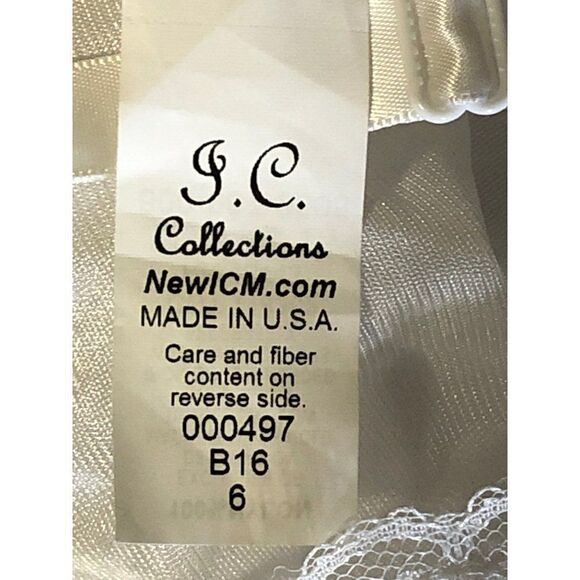 I.C.
Collections
NewICM.com
MADE IN U.S.A.
Care and fiber
content on
reverse side.
000497
B16
6